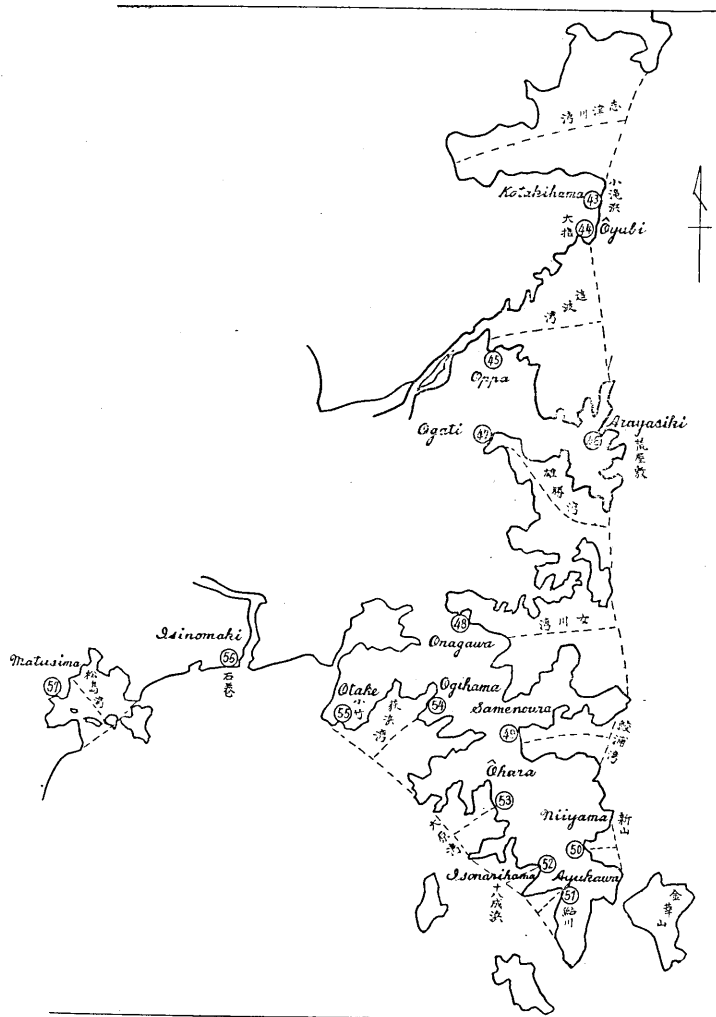 志津川湾
Kotakihama
43
小滝浜
大指
44
Ôyubi
追波湾
45
Oppa
Arayasiki
46
荒屋敷
Ogati
47
雄勝湾
48
Onagawa
女川湾
Isinomaki
56
石巻
Matusima
57
松島湾
Otake
小竹
55
荻浜湾
Ogihama
54
Samencura
49
鮫浦湾
Ôhara
53
大原湾
Niiyama
新山
50
52
Isonarihama
十八成浜
Ayukawa
51
鮎川
金華山